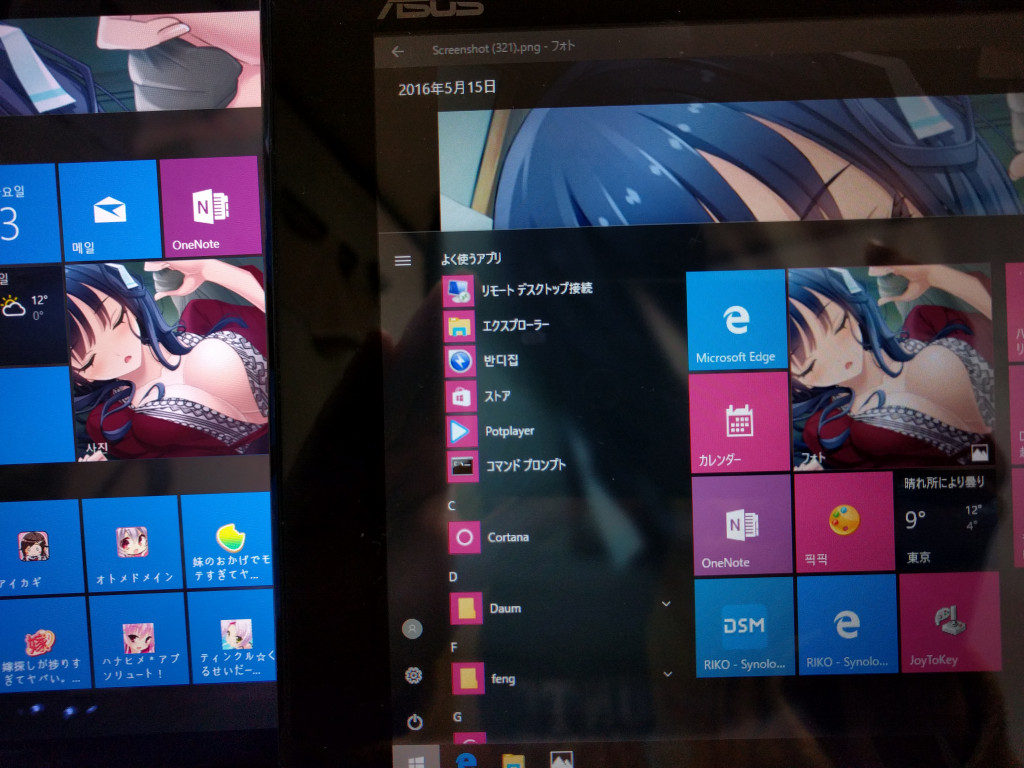 ASUS
Screenshot (321).png - フォト
2016年5月15日
요일
3
메일
OneNote
12°
0°
사진
アイカギ
オトメドメイン
妹のおかげでモ
テすぎてヤ...
嫁探しが捗りす
ぎてヤバい。...
ハナヒメ＊アブ
ソリュート！
ティンクル☆く
るせいだー...
よく使うアプリ
リモート デスクトップ接続
エクスプローラー
반디집
ストア
Potplayer
コマンド プロンプト
C
Cortana
D
Daum
F
feng
G
Microsoft Edge
カレンダー
フォト
OneNote
픽픽
晴れ所により曇り
9°
12°
4°
東京
DSM
RIKO - Synolo...
RIKO - Synolo...
JoyToKey